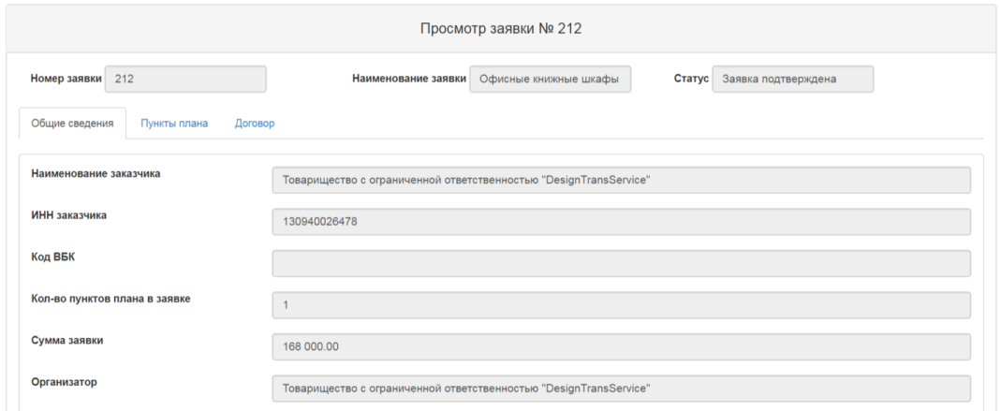 Просмотр заявки № 212
Номер заявки 212 Наименование заявки Офисные книжные шкафы Статус Заявка подтверждена
Общие сведения Пункты плана Договор
Наименование заказчика Товарищество с ограниченной ответственностью "DesignTransService"
ИНН заказчика 130940026478
Код ВБК
Кол-во пунктов плана в заявке 1
Сумма заявки 168 000.00
Организатор Товарищество с ограниченной ответственностью "DesignTransService"